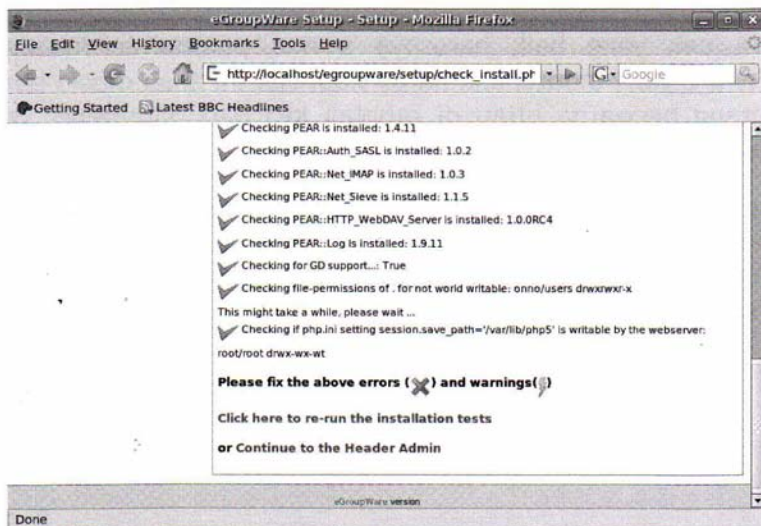 eGroupWare Setup - Setup - Mozilla Firefox
File Edit View History Bookmarks Tools Help
http://localhost/egroupware/setup/check_install.ph
G Google
Getting Started Latest BBC Headlines
Checking PEAR is installed: 1.4.11
Checking PEAR::Auth_SASL is installed: 1.0.2
Checking PEAR::Net_IMAP is installed: 1.0.3
Checking PEAR::Net_Sieve is installed: 1.1.5
Checking PEAR::HTTP_WebDAV_Server is installed: 1.0.0RC4
Checking PEAR::Log is installed: 1.9.11
Checking for GD support...: True
Checking file-permissions of . for not world writable: onno/users drwxrwxr-x
This might take a while, please wait ...
Checking if php.ini setting session.save_path='/var/lib/php5' is writable by the webserver:
root/root drwx-wx-wt
Please fix the above errors () and warnings()
Click here to re-run the installation tests
or Continue to the Header Admin
eGroupWare version
Done